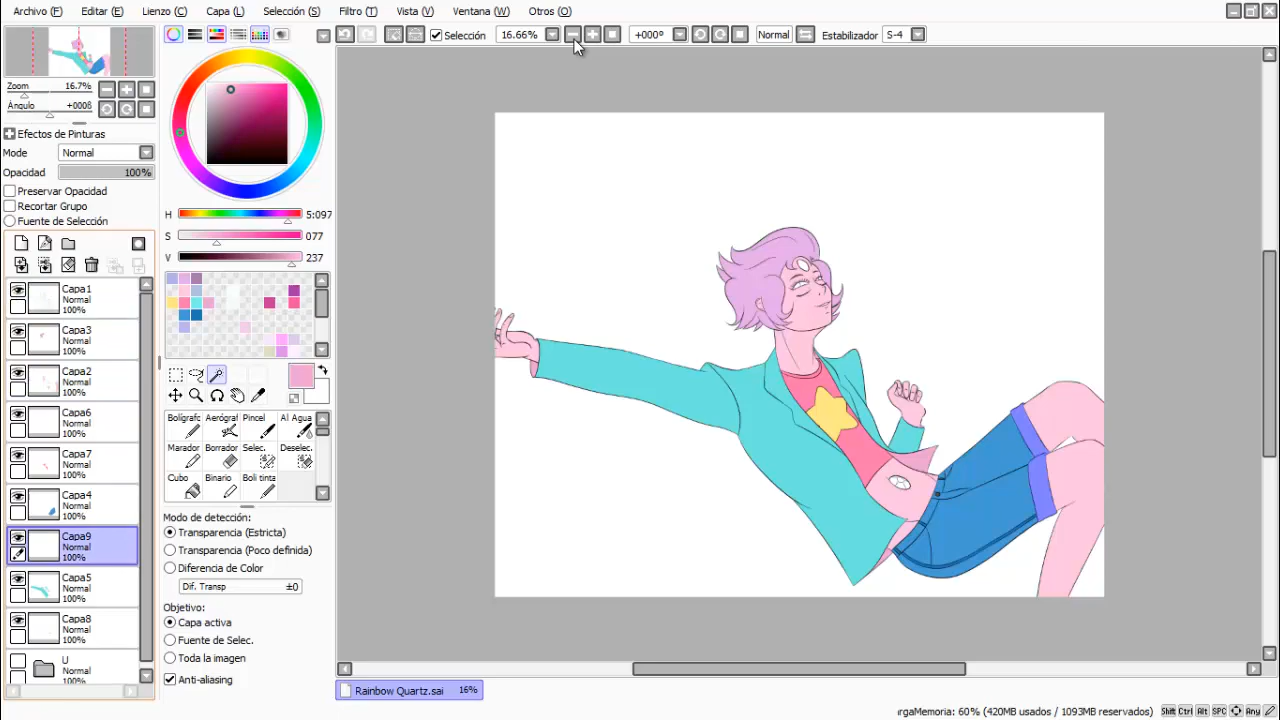 Archivo (F) Editar (E) Lienzo (C) Capa (L) Selección (S) Filtro (T) Vista (V) Ventana (W) Otros (O)
Selección 16.66% +000º Normal Estabilizador S-4
Zoom 16.7%
Ángulo +000ß
Efectos de Pinturas
Mode Normal
Opacidad 100%
Preservar Opacidad
Recortar Grupo
Fuente de Selección
Capa1
Normal
100%
Capa3
Normal
100%
Capa2
Normal
100%
Capa6
Normal
100%
Capa7
Normal
100%
Capa4
Normal
100%
Capa9
Normal
100%
Capa5
Normal
100%
Capa8
Normal
100%
U
Normal
100%
H 5:097
S 077
V 237
Bolígrafo Aerógraf Pincel Al Agua
Marador Borrador Selec. Deselec.
Cubo Binario Boli tinta
Modo de detección:
Transparencia (Estricta)
Transparencia (Poco definida)
Diferencia de Color
Dif. Transp ±0
Objetivo:
Capa activa
Fuente de Selec.
Toda la imagen
Anti-aliasing
Rainbow Quartz.sai 16%
ırgaMemoria: 60% (420MB usados / 1093MB reservados) Shift Ctrl Alt SPC Any